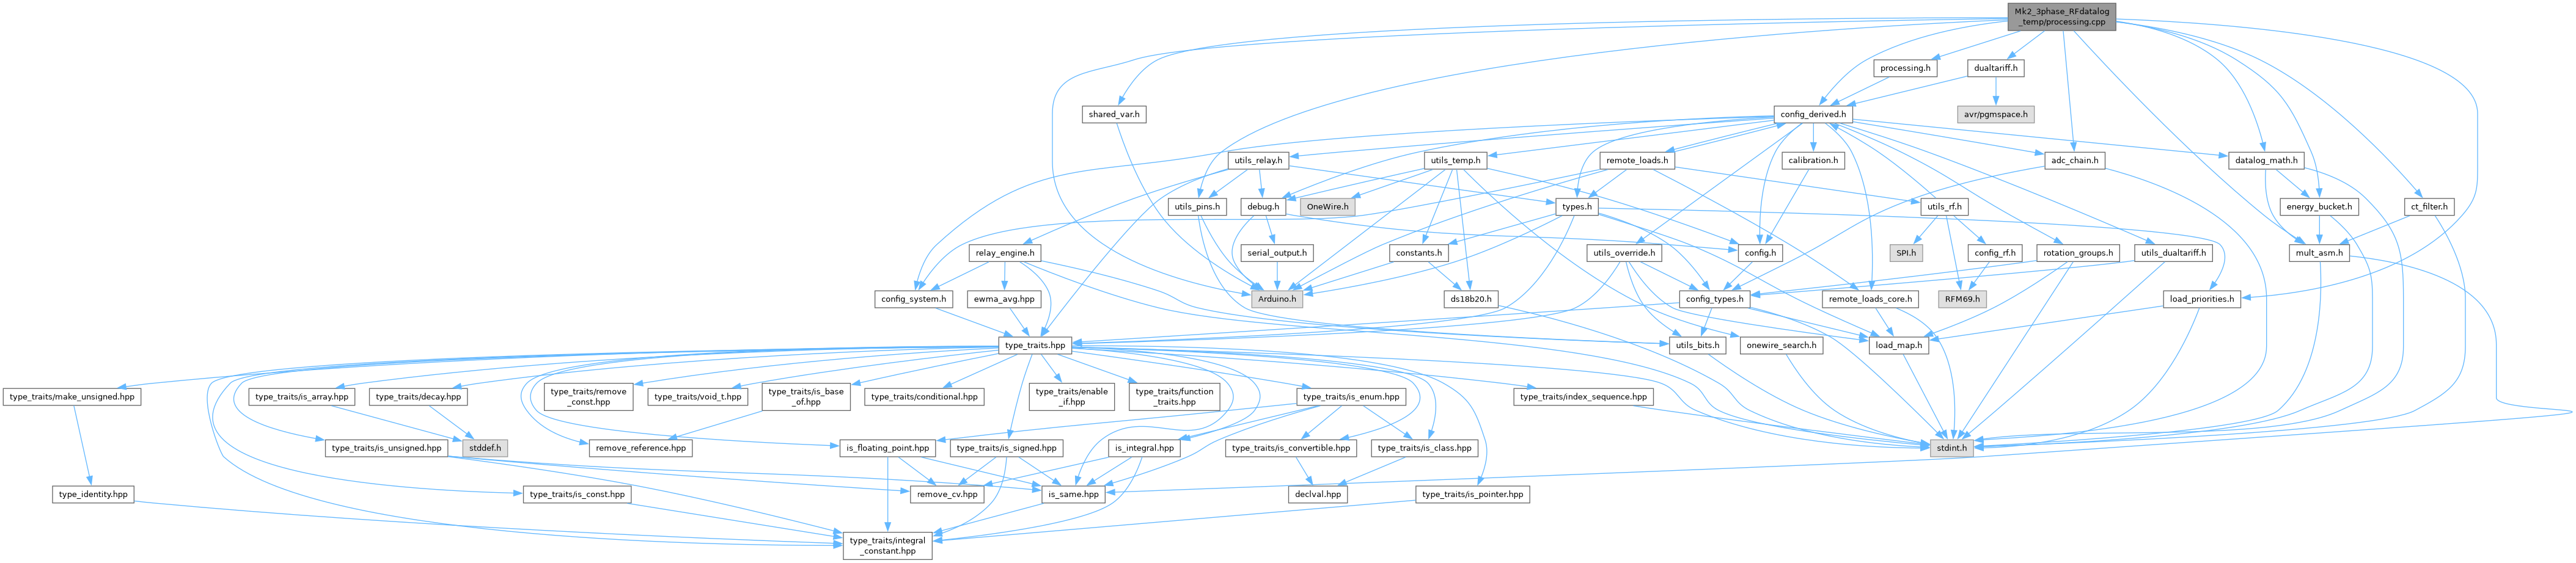 Mk2_3phase_RFdatalog
_temp/processing.cpp
processing.h
dualtariff.h
shared_var.h
config_derived.h
avr/pgmspace.h
utils_relay.h
utils_temp.h
remote_loads.h
calibration.h
adc_chain.h
datalog_math.h
utils_pins.h
debug.h
OneWire.h
types.h
utils_rf.h
energy_bucket.h
ct_filter.h
relay_engine.h
serial_output.h
constants.h
utils_override.h
config.h
SPI.h
config_rf.h
rotation_groups.h
utils_dualtariff.h
mult_asm.h
config_system.h
ewma_avg.hpp
Arduino.h
ds18b20.h
config_types.h
remote_loads_core.h
RFM69.h
load_priorities.h
type_traits.hpp
utils_bits.h
onewire_search.h
load_map.h
type_traits/make_unsigned.hpp
type_traits/is_array.hpp
type_traits/decay.hpp
type_traits/remove
_const.hpp
type_traits/void_t.hpp
type_traits/is_base
_of.hpp
type_traits/conditional.hpp
type_traits/enable
_if.hpp
type_traits/function
_traits.hpp
type_traits/is_enum.hpp
type_traits/index_sequence.hpp
type_traits/is_unsigned.hpp
stddef.h
remove_reference.hpp
is_floating_point.hpp
type_traits/is_signed.hpp
is_integral.hpp
type_traits/is_convertible.hpp
type_traits/is_class.hpp
stdint.h
type_identity.hpp
type_traits/is_const.hpp
remove_cv.hpp
is_same.hpp
declval.hpp
type_traits/is_pointer.hpp
type_traits/integral
_constant.hpp